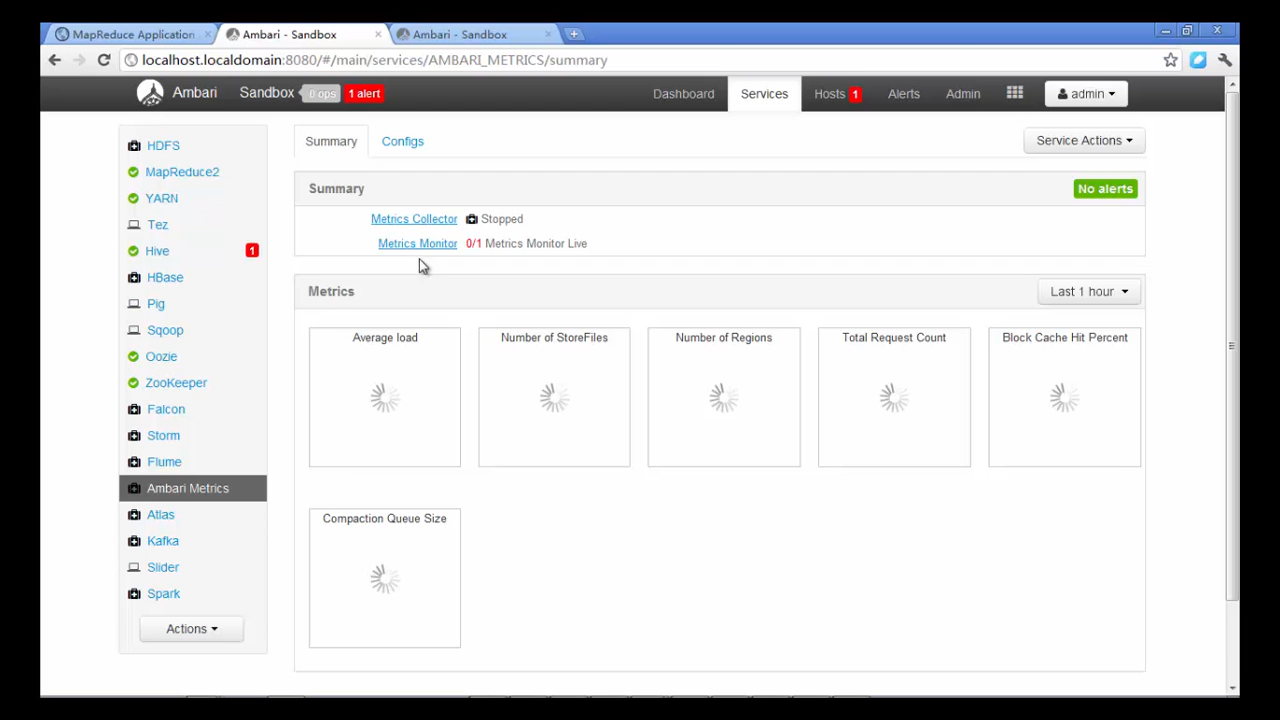 MapReduce Application
Ambari - Sandbox
Ambari - Sandbox
localhost.localdomain:8080/#/main/services/AMBARI_METRICS/summary
Ambari Sandbox 0 ops 1 alert Dashboard Services Hosts 1 Alerts Admin admin
HDFS
MapReduce2
YARN
Tez
Hive 1
HBase
Pig
Sqoop
Oozie
ZooKeeper
Falcon
Storm
Flume
Ambari Metrics
Atlas
Kafka
Slider
Spark
Actions
Summary Configs Service Actions
Summary No alerts
Metrics Collector Stopped
Metrics Monitor 0/1 Metrics Monitor Live
Metrics Last 1 hour
Average load Number of StoreFiles Number of Regions Total Request Count Block Cache Hit Percent
Compaction Queue Size